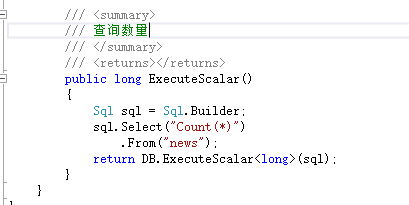 /// <summary>
/// 查询数量
/// </summary>
/// <returns></returns>
public long ExecuteScalar()
{
Sql sql = Sql.Builder;
sql.Select("Count(*)")
.From("news");
return DB.ExecuteScalar<long>(sql);
}
}
}